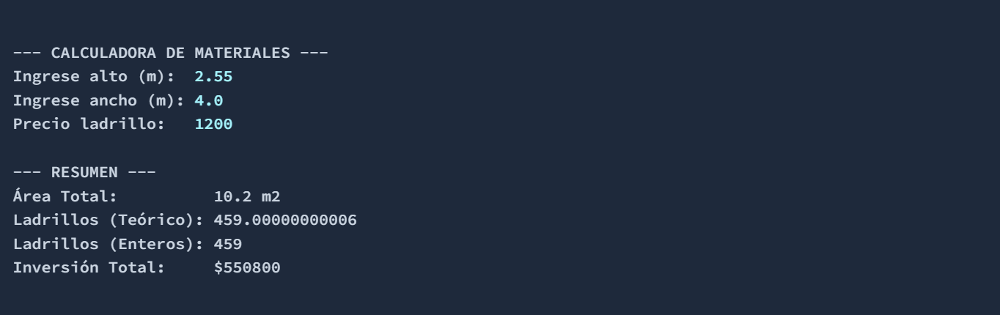 --- CALCULADORA DE MATERIALES ---
Ingrese alto (m):  2.55
Ingrese ancho (m): 4.0
Precio ladrillo:   1200
--- RESUMEN ---
Área Total:          10.2 m2
Ladrillos (Teórico): 459.00000000006
Ladrillos (Enteros): 459
Inversión Total:     $550800